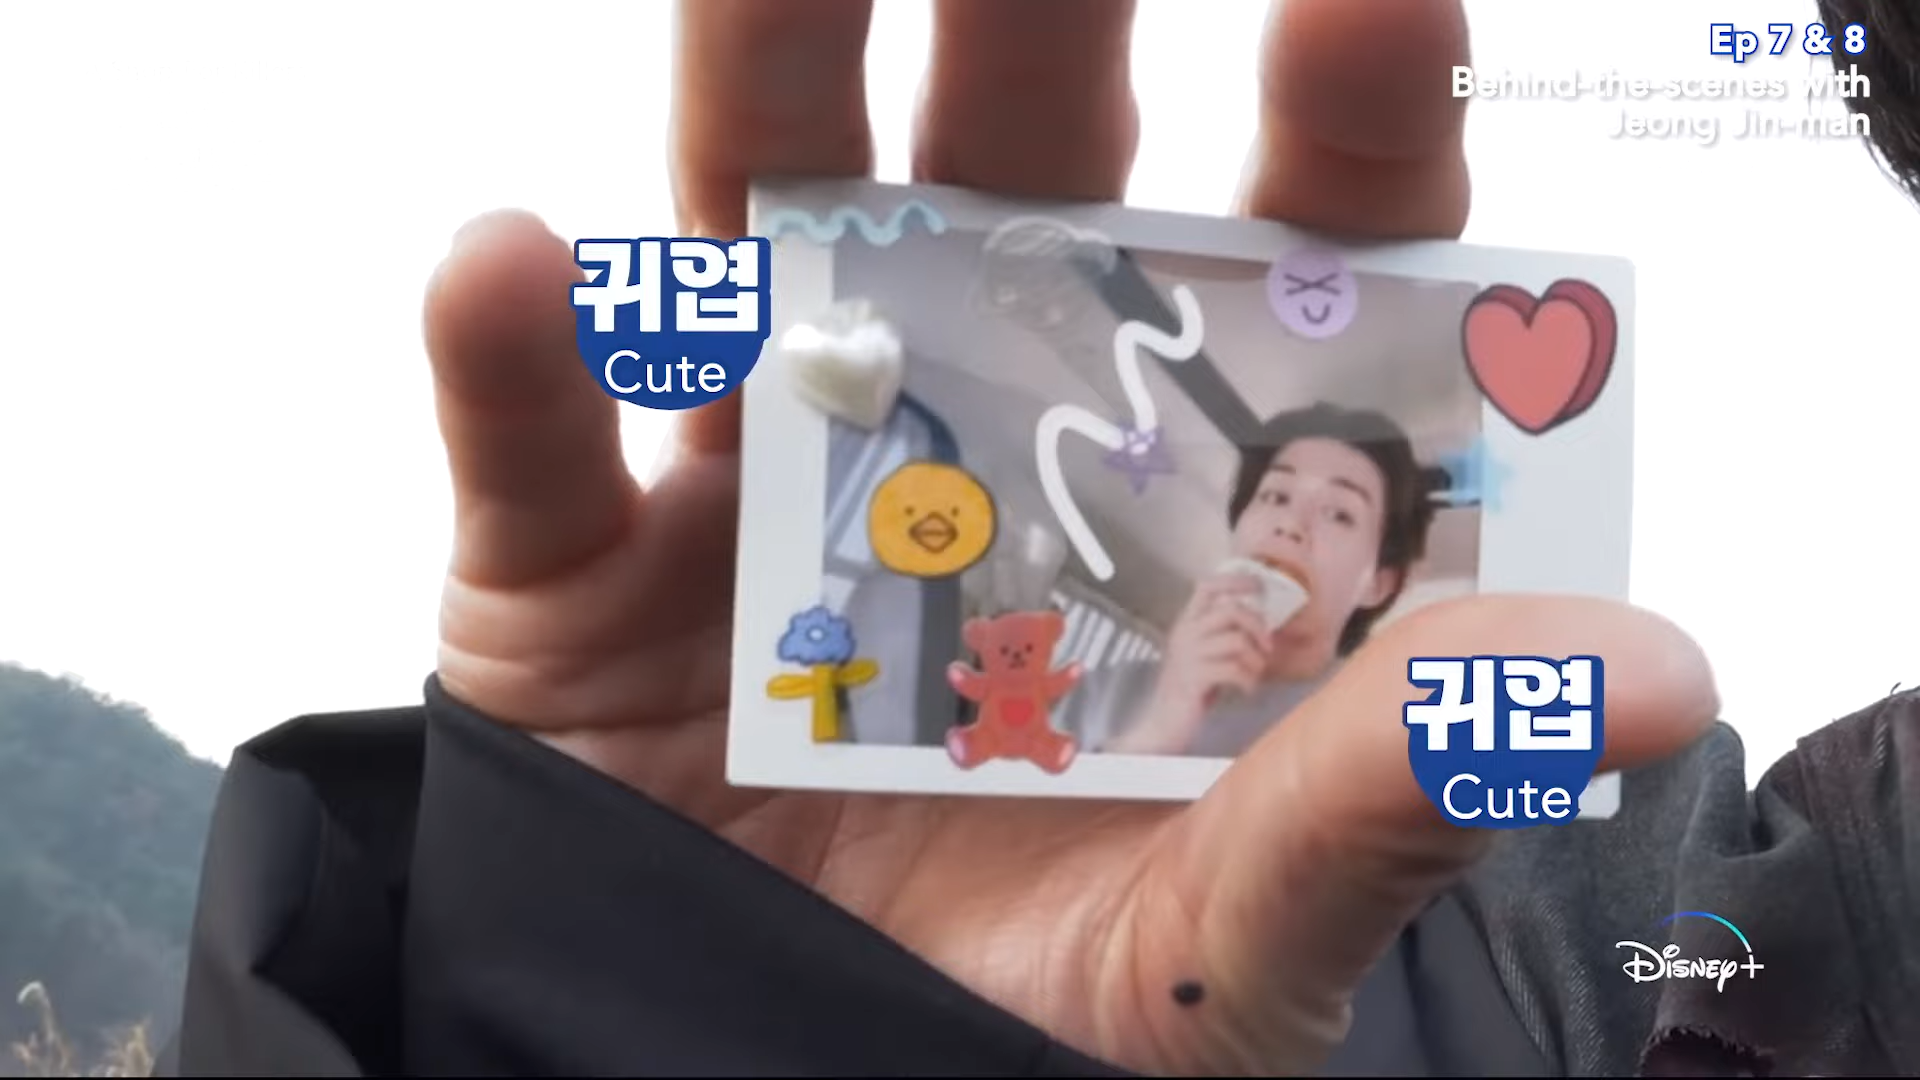 Ep 7 & 8
Behind-the-scenes with
Jeong Jin-man
귀엽
Cute
귀엽
Cute
Disney+